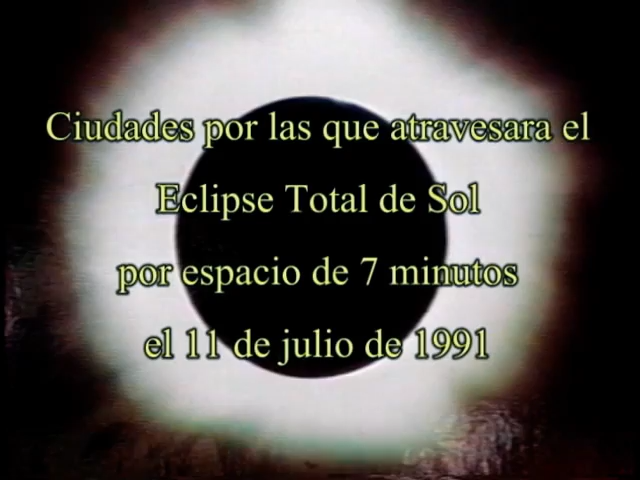 Ciudades por las que atravesara el
Eclipse Total de Sol
por espacio de 7 minutos
el 11 de julio de 1991